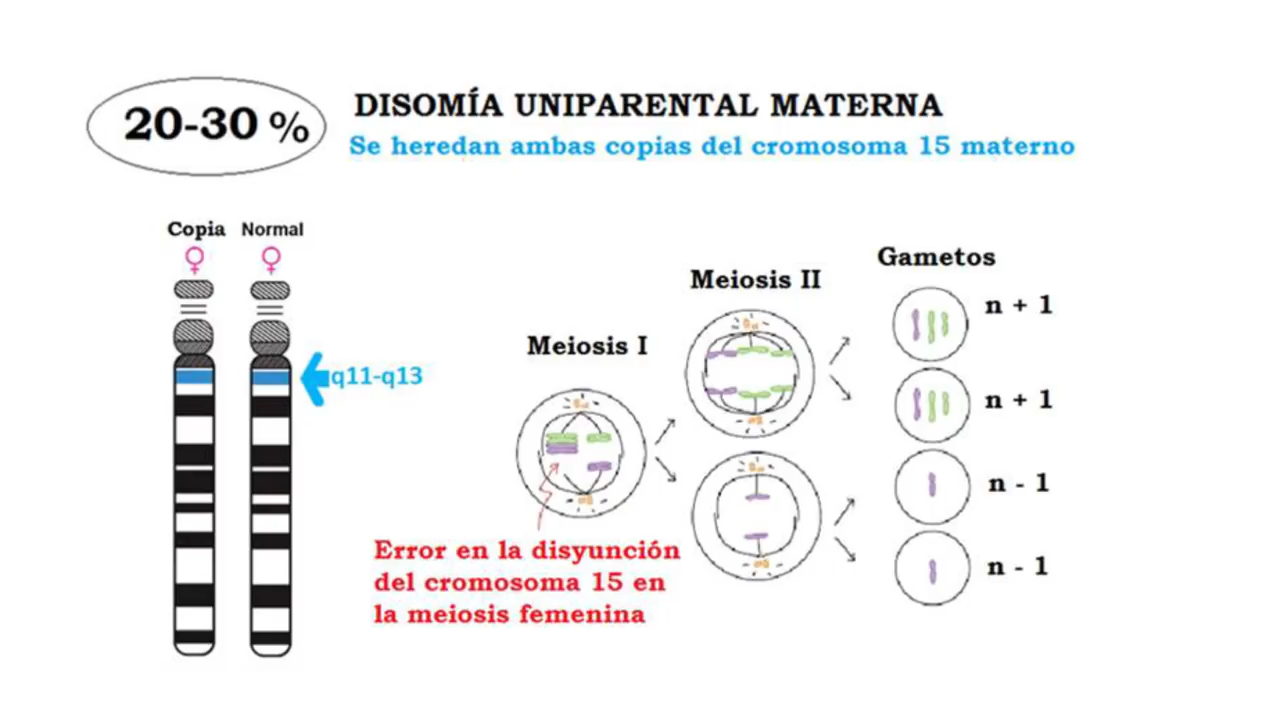 20-30 %
DISOMÍA UNIPARENTAL MATERNA
Se heredan ambas copias del cromosoma 15 materno
Copia Normal
♀ ♀
q11-q13
Meiosis I
Meiosis II
Gametos
n + 1
n + 1
n - 1
n - 1
Error en la disyunción
del cromosoma 15 en
la meiosis femenina